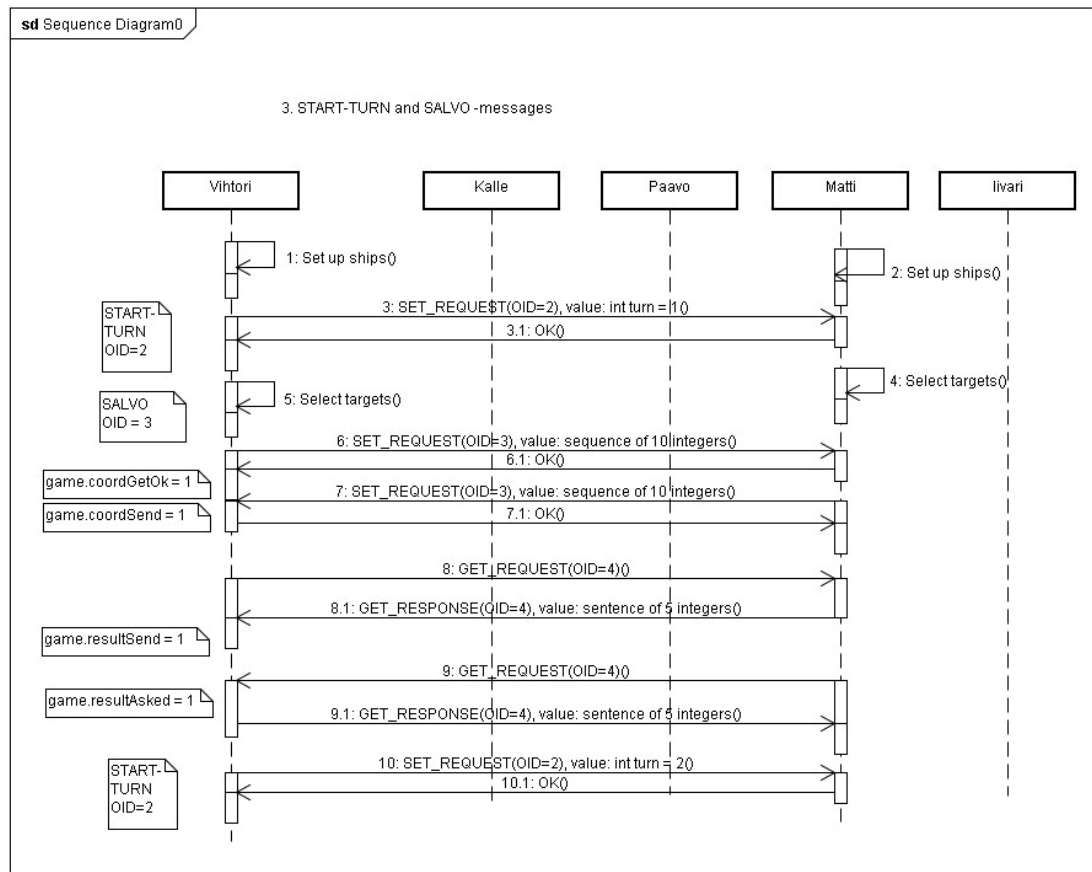 sd Sequence Diagram0
3. START-TURN and SALVO -messages
Vihtori
Kalle
Paavo
Matti
Iivari
1: Set up ships()
2: Set up ships()
START-
TURN
OID=2
3: SET_REQUEST(OID=2), value: int turn = 1()
3.1: OK()
4: Select targets()
5: Select targets()
SALVO
OID = 3
6: SET_REQUEST(OID=3), value: sequence of 10 integers()
6.1: OK()
game.coordGetOk = 1
7: SET_REQUEST(OID=3), value: sequence of 10 integers()
game.coordSend = 1
7.1: OK()
8: GET_REQUEST(OID=4)()
8.1: GET_RESPONSE(OID=4), value: sentence of 5 integers()
game.resultSend = 1
9: GET_REQUEST(OID=4)()
game.resultAsked = 1
9.1: GET_RESPONSE(OID=4), value: sentence of 5 integers()
START-
TURN
OID=2
10: SET_REQUEST(OID=2), value: int turn = 2()
10.1: OK()